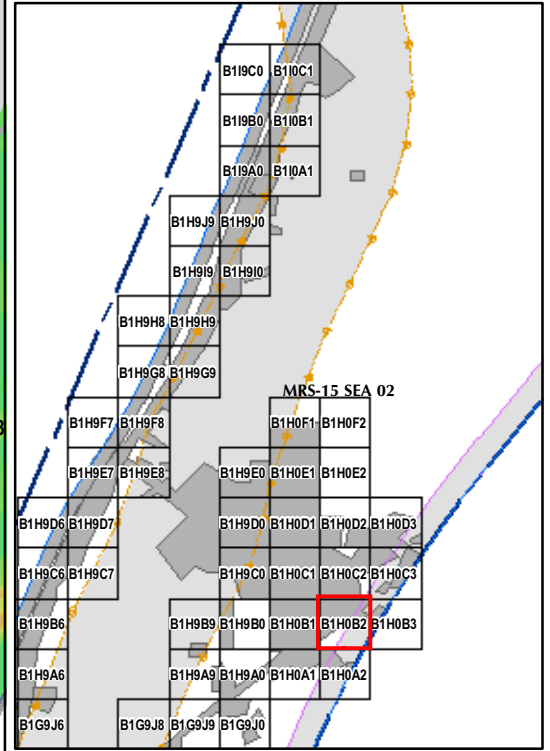 B1I9C0 B1I0C1
B1I9B0 B1I0B1
B1I9A0 B1I0A1
B1H9J9 B1H9J0
B1H9I9 B1H9I0
B1H9H8 B1H9H9
B1H9G8 B1H9G9
MRS-15 SEA 02
B1H9F7 B1H9F8 B1H0F1 B1H0F2
B1H9E7 B1H9E8 B1H9E0 B1H0E1 B1H0E2
B1H9D6 B1H9D7 B1H9D0 B1H0D1 B1H0D2 B1H0D3
B1H9C6 B1H9C7 B1H9C0 B1H0C1 B1H0C2 B1H0C3
B1H9B6 B1H9B9 B1H9B0 B1H0B1 B1H0B2 B1H0B3
B1H9A6 B1H9A9 B1H9A0 B1H0A1 B1H0A2
B1G9J6 B1G9J8 B1G9J9 B1G9J0